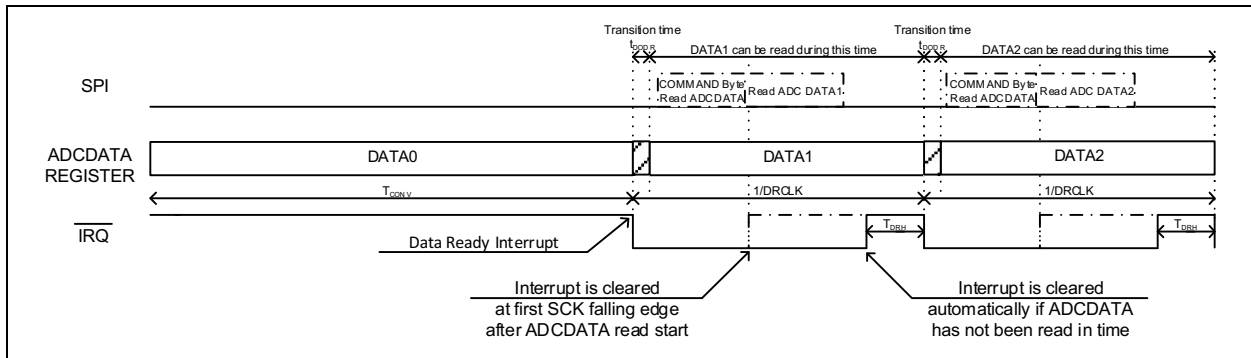 Transition time
Transition time
tDODR
DATA1 can be read during this time
tDODR
DATA2 can be read during this time
SPI
COMMAND Byte
Read ADCDATA
Read ADC DATA1
COMMAND Byte
Read ADCDATA
Read ADC DATA2
ADCDATA
REGISTER
DATA0
DATA1
DATA2
TCONV
1/DRCLK
1/DRCLK
IRQ
TDRH
TDRH
Data Ready Interrupt
Interrupt is cleared
at first SCK falling edge
after ADCDATA read start
Interrupt is cleared
automatically if ADCDATA
has not been read in time